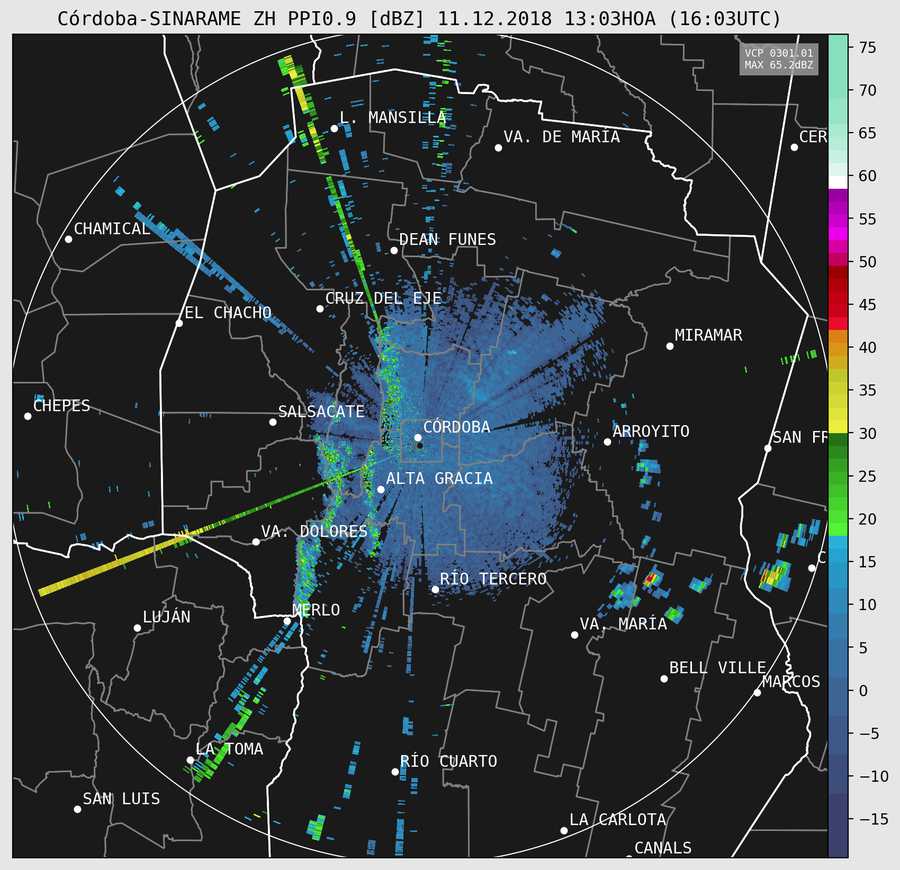 Córdoba-SINARAME ZH PPI0.9 [dBZ] 11.12.2018 13:03HOA (16:03UTC)
VCP 0301.01
MAX 65.2dBZ
75
70
65
60
55
50
45
40
35
30
25
20
15
10
5
0
−5
−10
−15
L. MANSILLA
VA. DE MARÍA
CER
CHAMICAL
DEAN FUNES
CRUZ DEL EJE
EL CHACHO
MIRAMAR
CHEPES
SALSACATE
CÓRDOBA
ARROYITO
SAN FR
ALTA GRACIA
VA. DOLORES
C
RÍO TERCERO
LUJÁN
MERLO
VA. MARÍA
BELL VILLE
MARCOS
LA TOMA
RÍO CUARTO
SAN LUIS
LA CARLOTA
CANALS